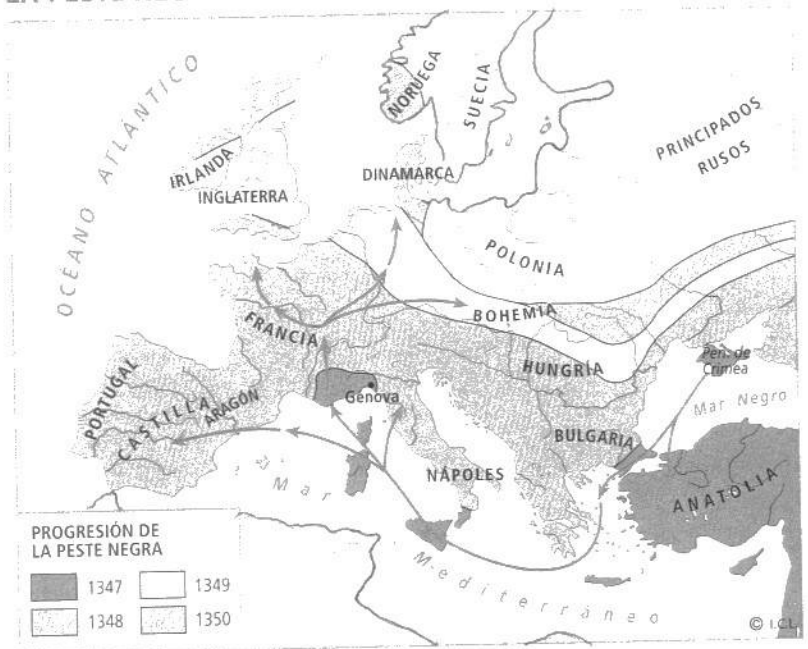 OCÉANO ATLÁNTICO
NORUEGA
SUECIA
PRINCIPADOS
RUSOS
IRLANDA
INGLATERRA
DINAMARCA
POLONIA
BOHEMIA
FRANCIA
HUNGRÍA
Pen. de
Crimea
Mar Negro
Génova
PORTUGAL
CASTILLA
ARAGÓN
BULGARIA
NÁPOLES
ANATOLIA
Mar
Mediterráneo
PROGRESIÓN DE
LA PESTE NEGRA
1347 1349
1348 1350
© I.C.L.